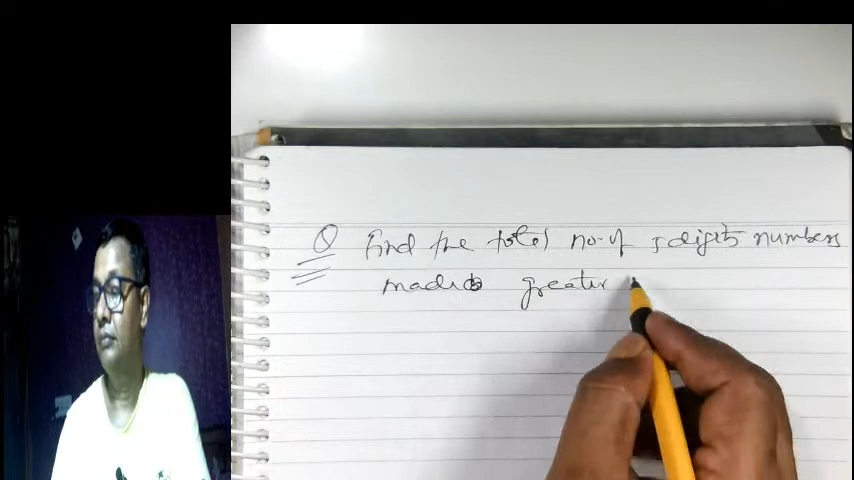 Q Find the total no. of 5 digits numbers
made greater